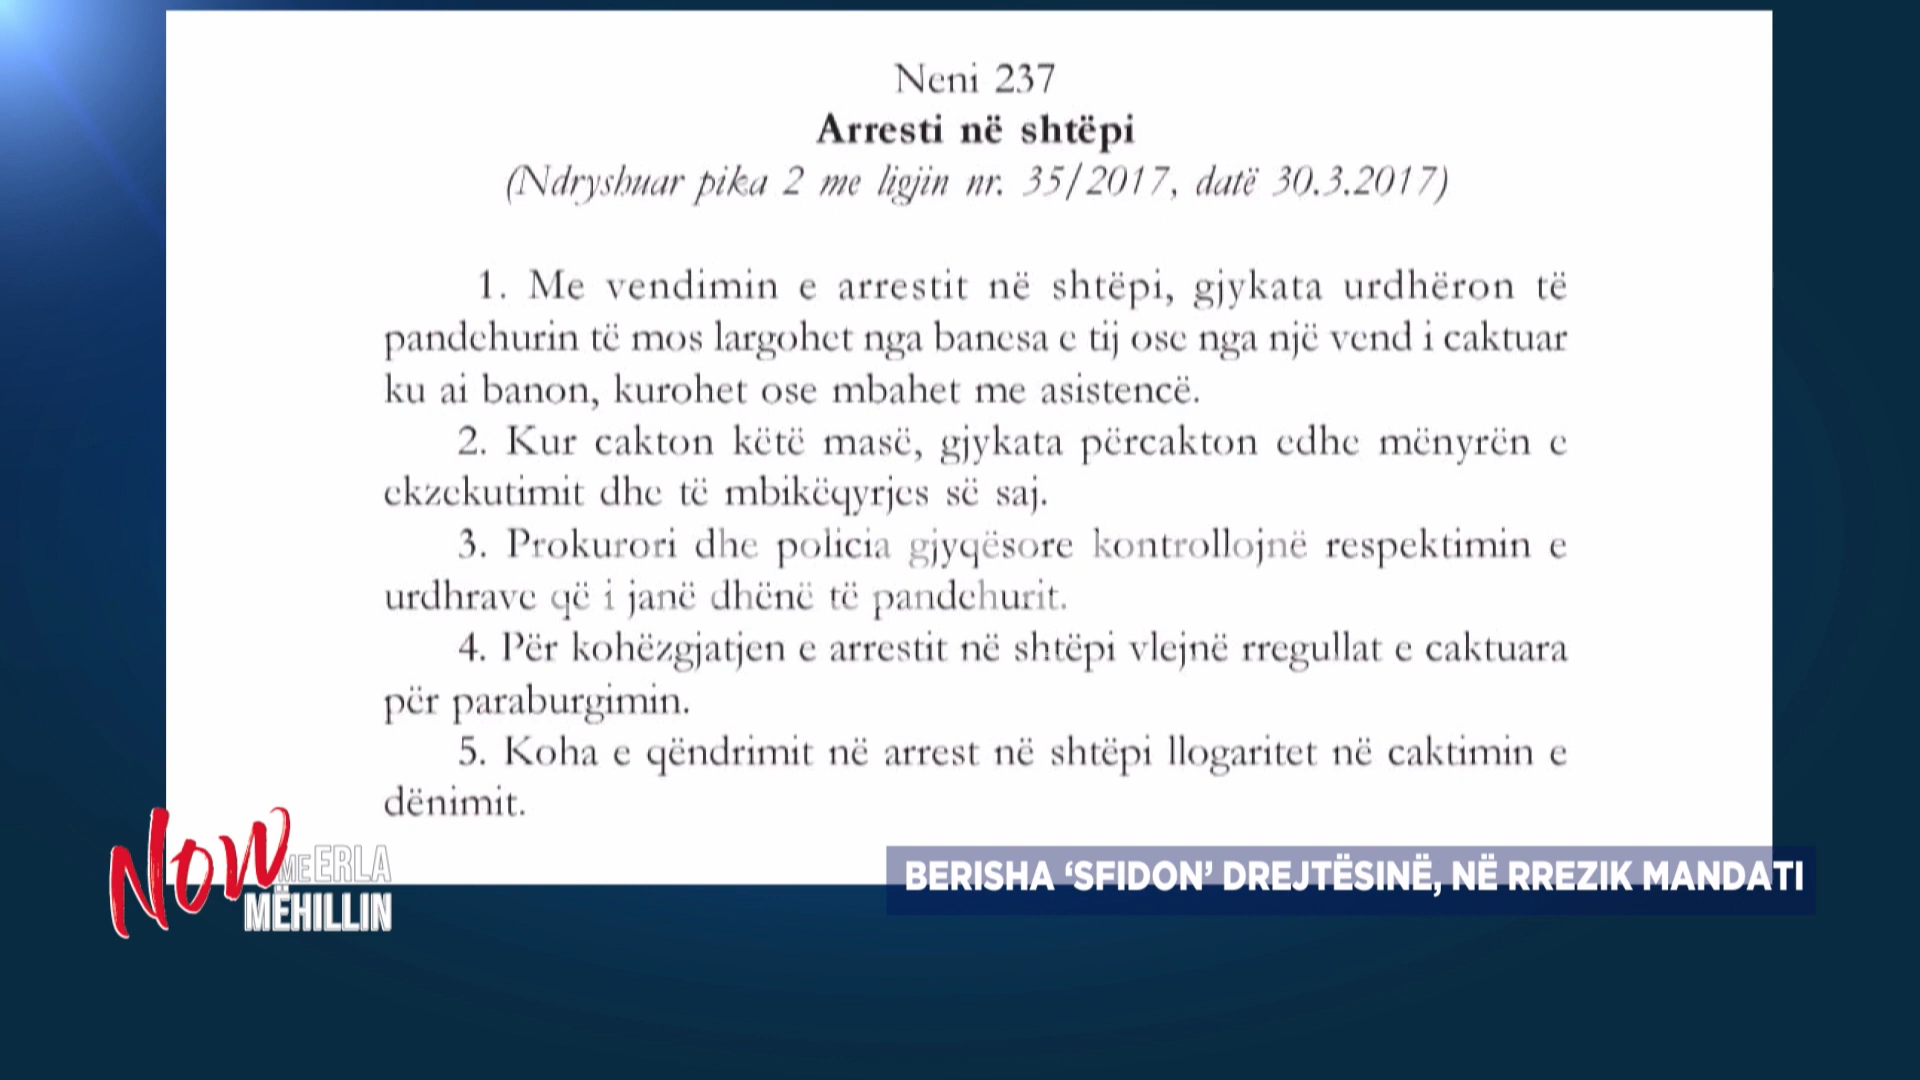 Neni 237
Arresti në shtëpi
(Ndryshuar pika 2 me ligjin nr. 35/2017, datë 30.3.2017)
1. Me vendimin e arrestit në shtëpi, gjykata urdhëron të
pandehurin të mos largohet nga banesa e tij ose nga një vend i caktuar
ku ai banon, kurohet ose mbahet me asistencë.
2. Kur cakton këtë masë, gjykata përcakton edhe mënyrën e
ekzekutimit dhe të mbikëqyrjes së saj.
3. Prokurori dhe policia gjyqësore kontrollojnë respektimin e
urdhrave që i janë dhënë të pandehurit.
4. Për kohëzgjatjen e arrestit në shtëpi vlejnë rregullat e caktuara
për paraburgimin.
5. Koha e qëndrimit në arrest në shtëpi llogaritet në caktimin e
dënimit.
NOW ME ERLA
MËHILLIN
BERISHA ‘SFIDON’ DREJTËSINË, NË RREZIK MANDATI